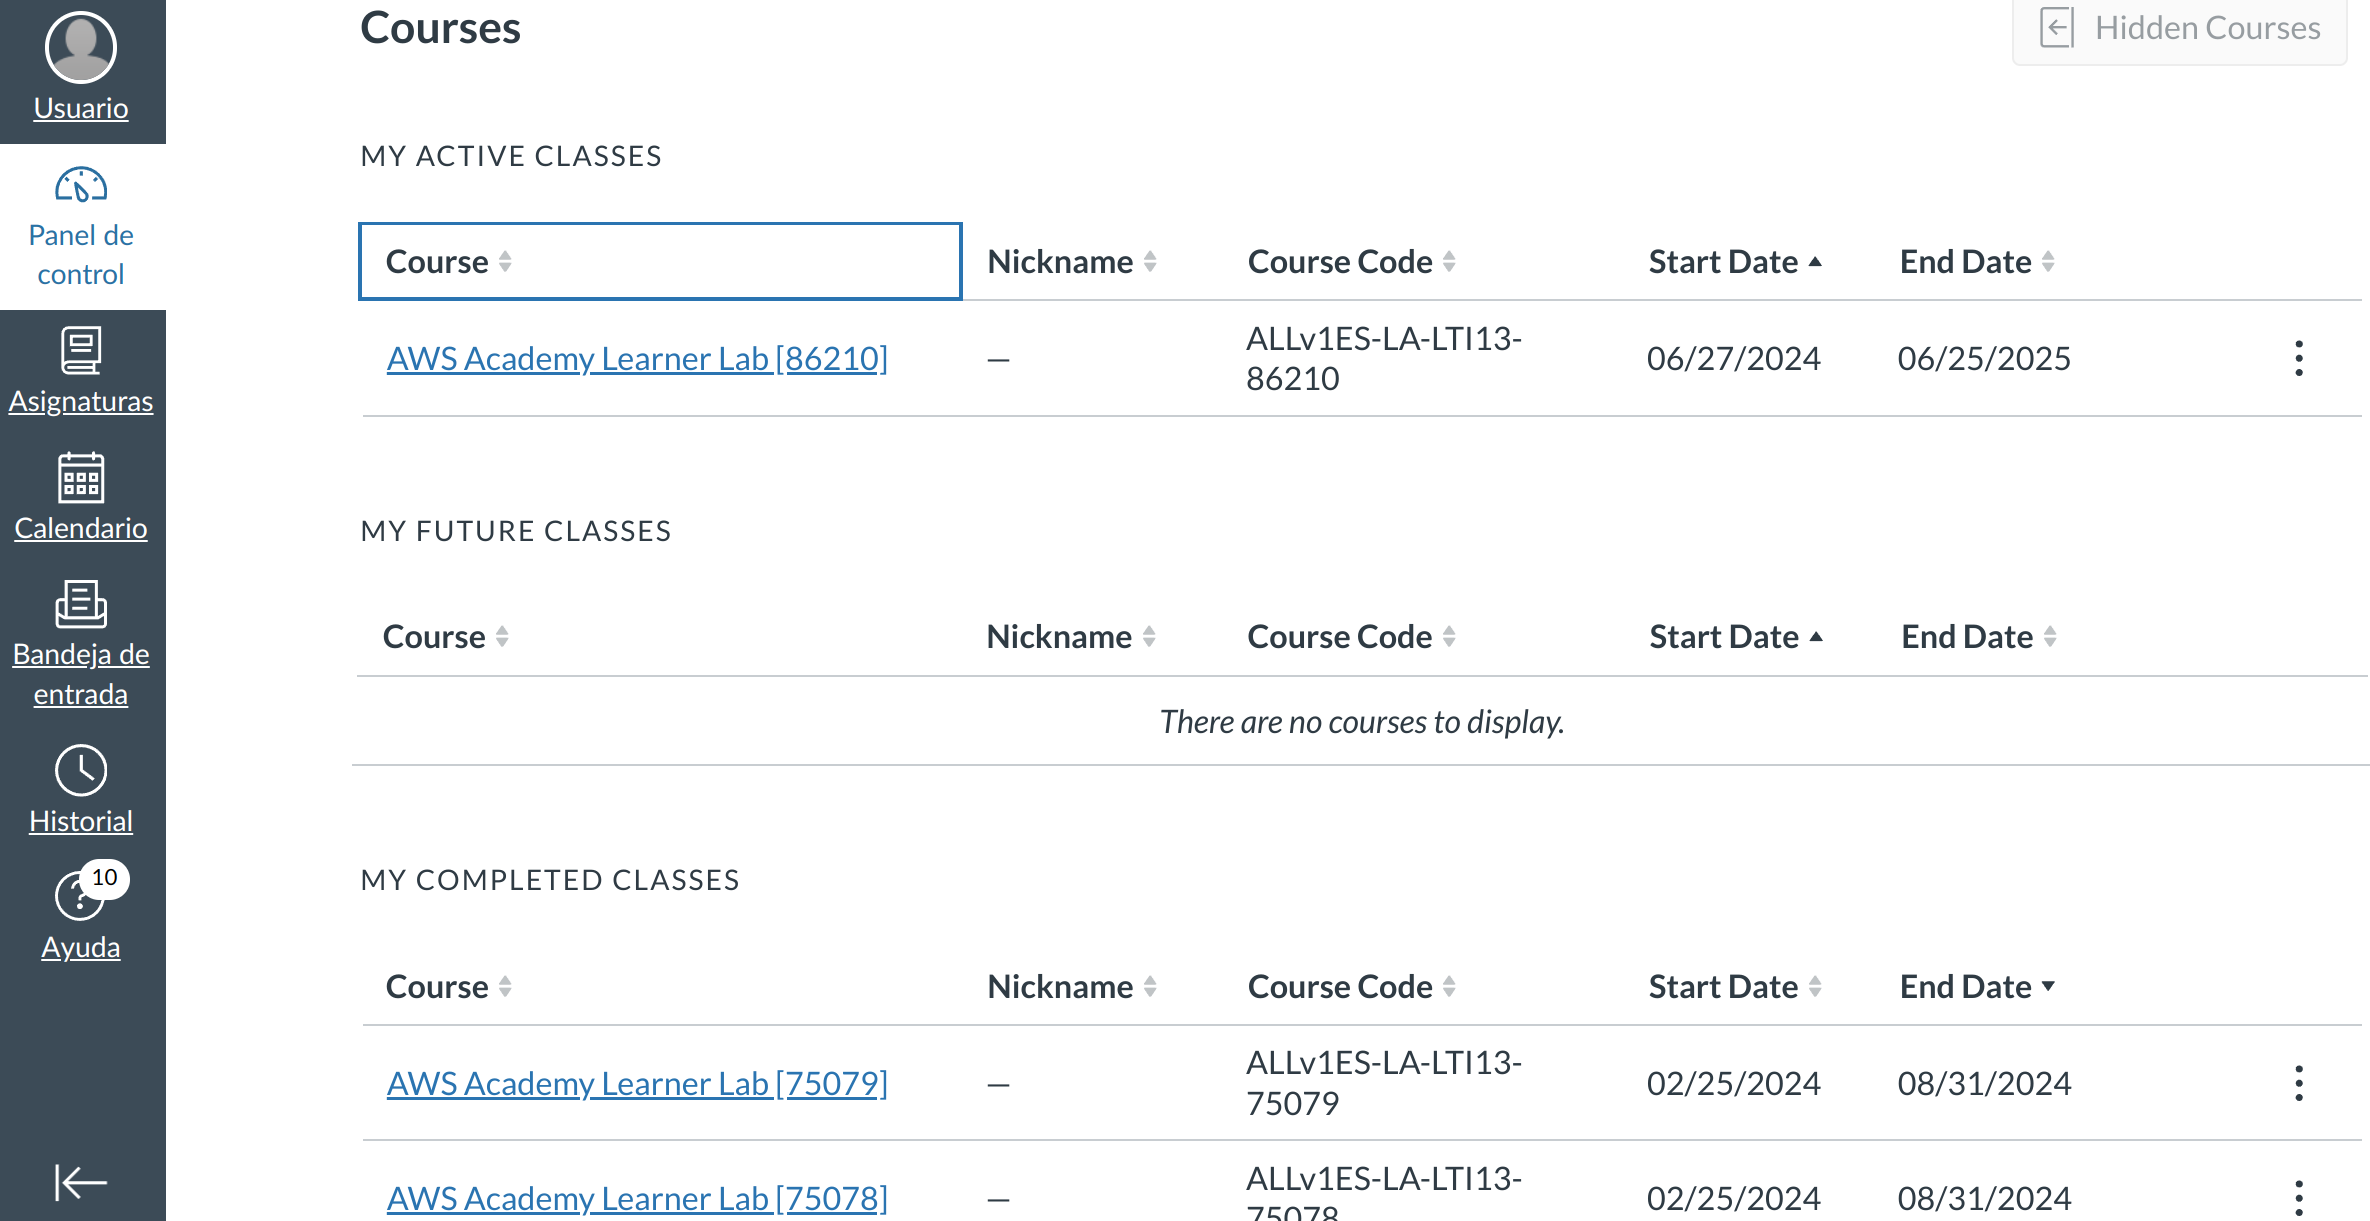 Courses
Hidden Courses
Usuario
Panel de
control
Asignaturas
Calendario
Bandeja de
entrada
Historial
10
Ayuda
MY ACTIVE CLASSES
Course Nickname Course Code Start Date End Date
AWS Academy Learner Lab [86210] — ALLv1ES-LA-LTI13- 06/27/2024 06/25/2025
86210
MY FUTURE CLASSES
Course Nickname Course Code Start Date End Date
There are no courses to display.
MY COMPLETED CLASSES
Course Nickname Course Code Start Date End Date
AWS Academy Learner Lab [75079] — ALLv1ES-LA-LTI13- 02/25/2024 08/31/2024
75079
AWS Academy Learner Lab [75078] — ALLv1ES-LA-LTI13- 02/25/2024 08/31/2024
75078